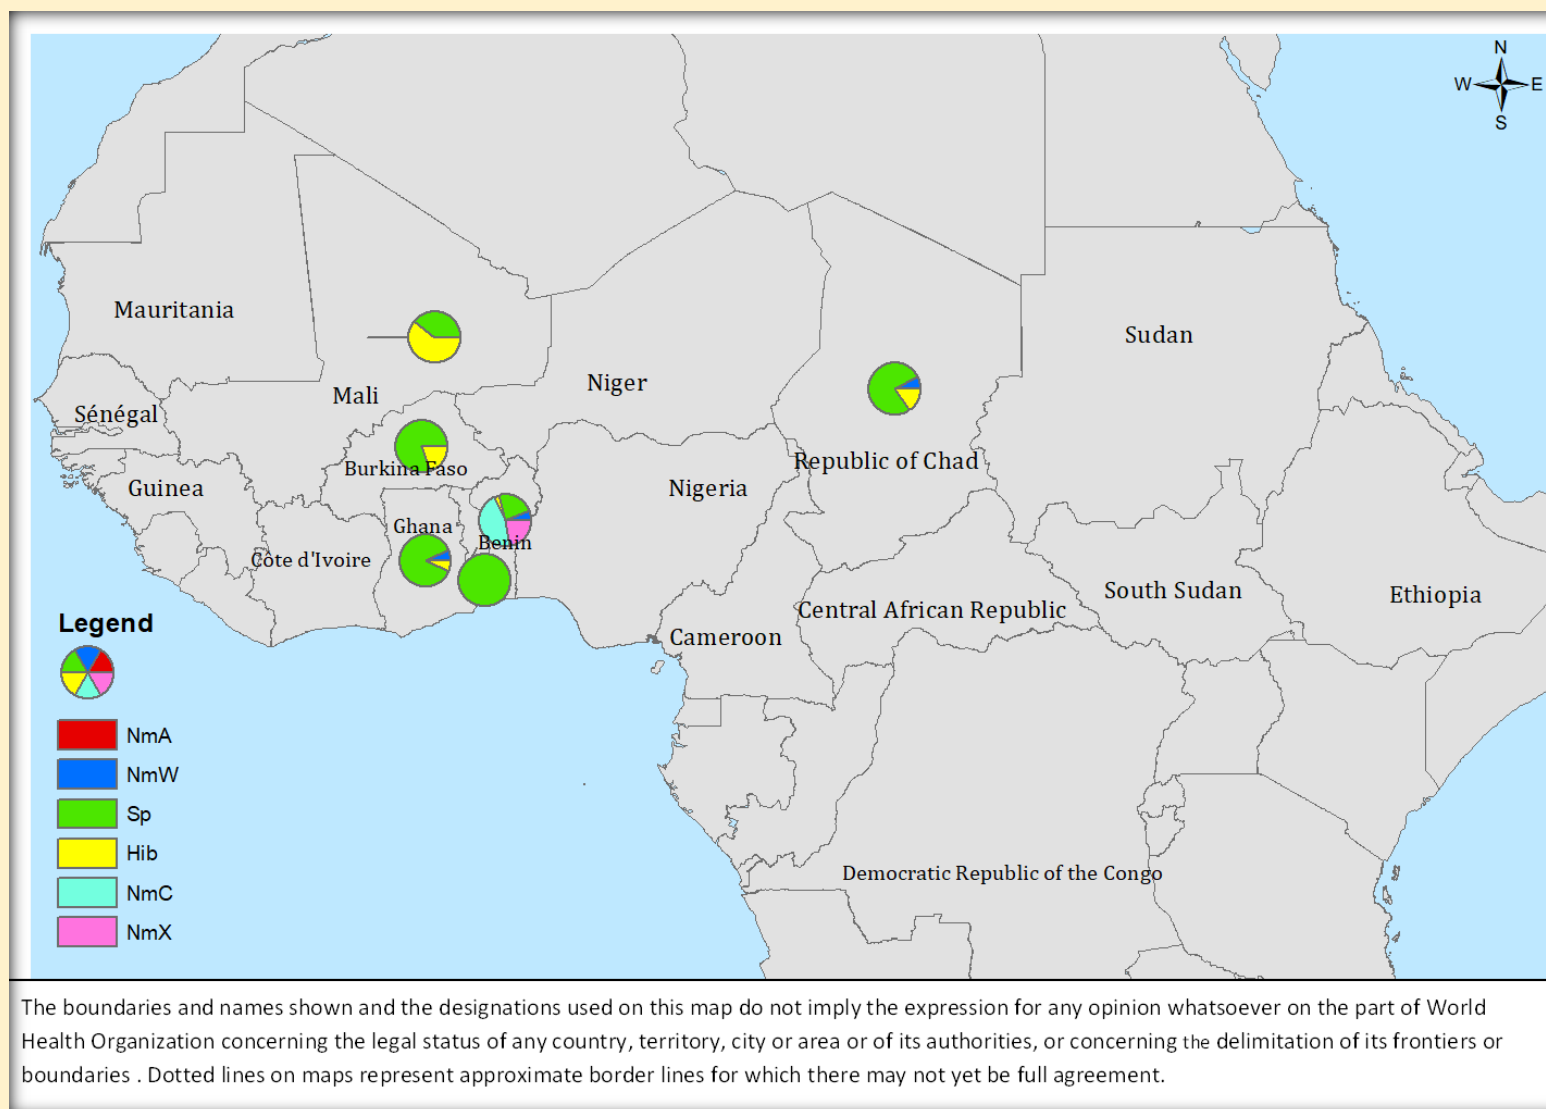 N
W E
S
Mauritania
Sudan
Niger
Mali
Sénégal
Republic of Chad
Burkina Faso
Guinea
Nigeria
Ghana
Benin
Côte d'Ivoire
South Sudan
Ethiopia
Central African Republic
Cameroon
Legend
NmA
NmW
Sp
Hib
Democratic Republic of the Congo
NmC
NmX
The boundaries and names shown and the designations used on this map do not imply the expression for any opinion whatsoever on the part of World
Health Organization concerning the legal status of any country, territory, city or area or of its authorities, or concerning the delimitation of its frontiers or
boundaries . Dotted lines on maps represent approximate border lines for which there may not yet be full agreement.